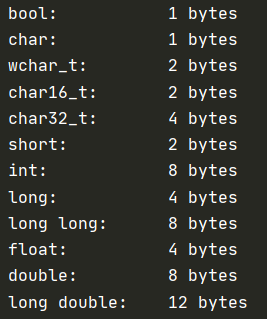 bool: 1 bytes
char: 1 bytes
wchar_t: 2 bytes
char16_t: 2 bytes
char32_t: 4 bytes
short: 2 bytes
int: 8 bytes
long: 4 bytes
long long: 8 bytes
float: 4 bytes
double: 8 bytes
long double: 12 bytes